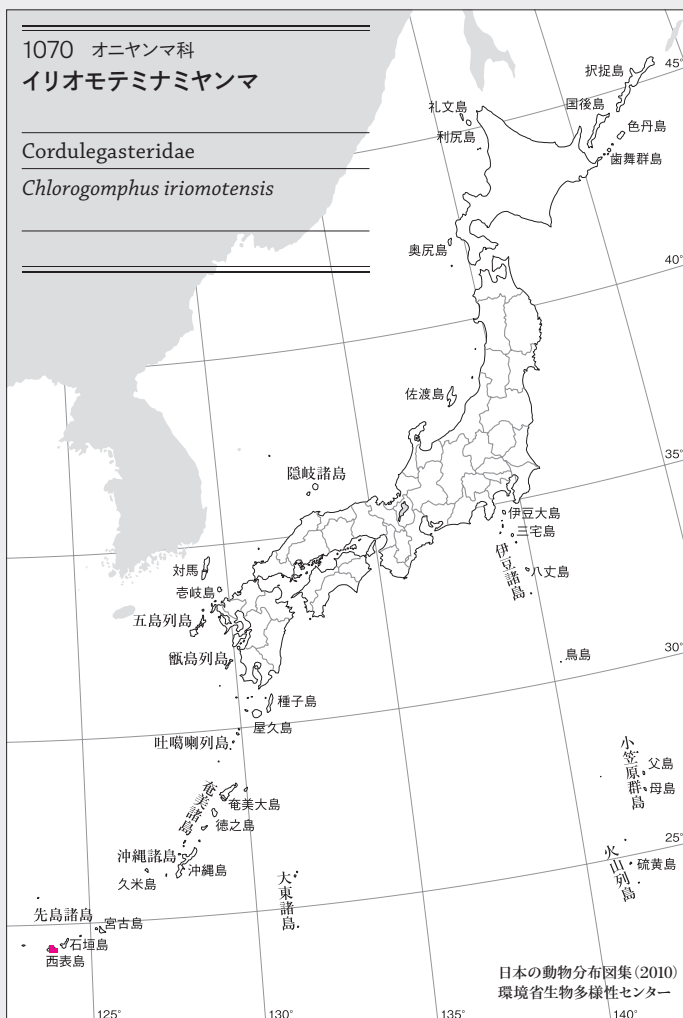 1070 オニヤンマ科
イリオモテミナミヤンマ
Cordulegasteridae
Chlorogomphus iriomotensis
択捉島
45°
礼文島
国後島
色丹島
利尻島
歯舞群島
奥尻島
40°
佐渡島
35°
隠岐諸島
伊豆大島
三宅島
伊豆諸島
八丈島
対馬
壱岐島
五島列島
甑島列島
鳥島
30°
種子島
屋久島
吐噶喇列島
小笠原群島
父島
母島
奄美諸島
奄美大島
徳之島
25°
沖縄諸島
沖縄島
久米島
大東諸島
火山列島
硫黄島
先島諸島
宮古島
石垣島
西表島
日本の動物分布図集(2010)
環境省生物多様性センター
125°
130°
135°
140°